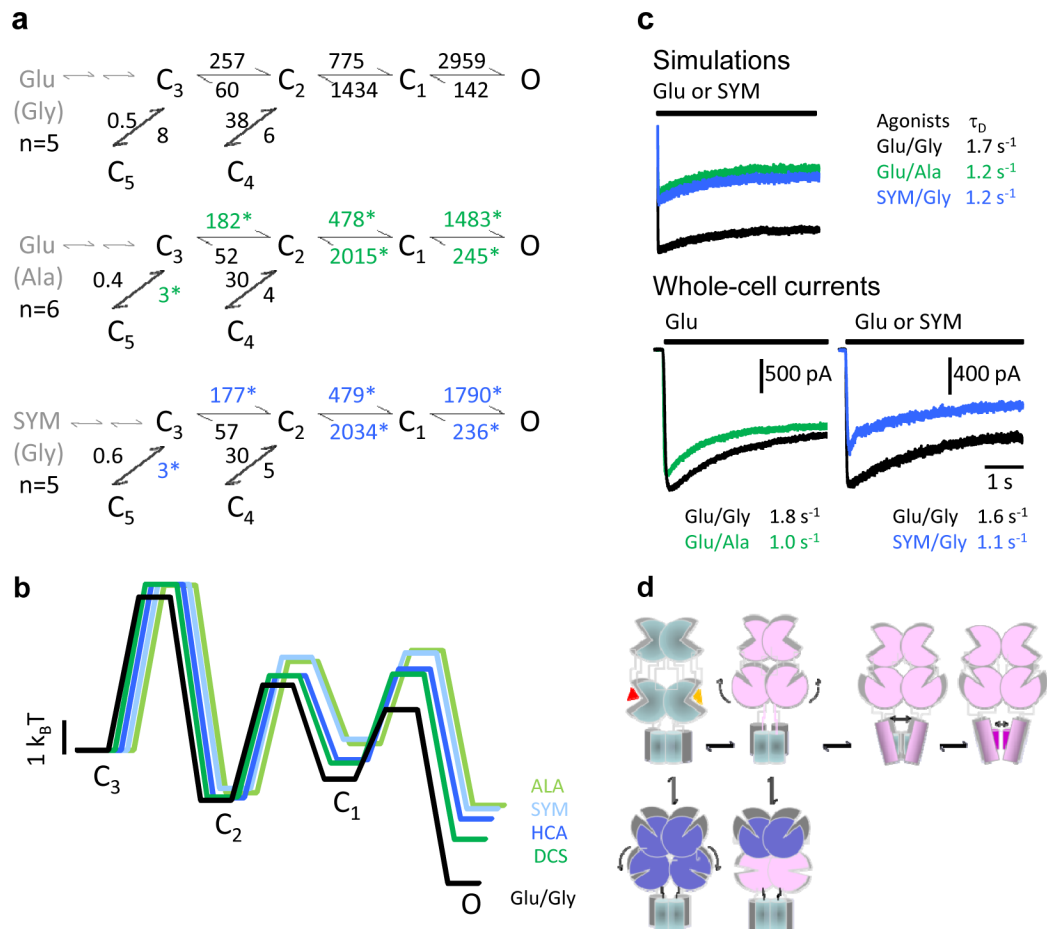 a
257 775 2959
Glu C3 C2 C1 O
(Gly) 60 1434 142
n=5 0.5 8 38 6
C5 C4
182* 478* 1483*
Glu C3 C2 C1 O
(Ala) 52 2015* 245*
n=6 0.4 3* 30 4
C5 C4
177* 479* 1790*
SYM C3 C2 C1 O
(Gly) 57 2034* 236*
n=5 0.6 3* 30 5
C5 C4
b
1 kBT
C3
C2
C1
O
ALA
SYM
HCA
DCS
Glu/Gly
c
Simulations
Glu or SYM
Agonists τD
Glu/Gly 1.7 s-1
Glu/Ala 1.2 s-1
SYM/Gly 1.2 s-1
Whole-cell currents
Glu
500 pA
Glu/Gly 1.8 s-1
Glu/Ala 1.0 s-1
Glu or SYM
400 pA
1 s
Glu/Gly 1.6 s-1
SYM/Gly 1.1 s-1
d